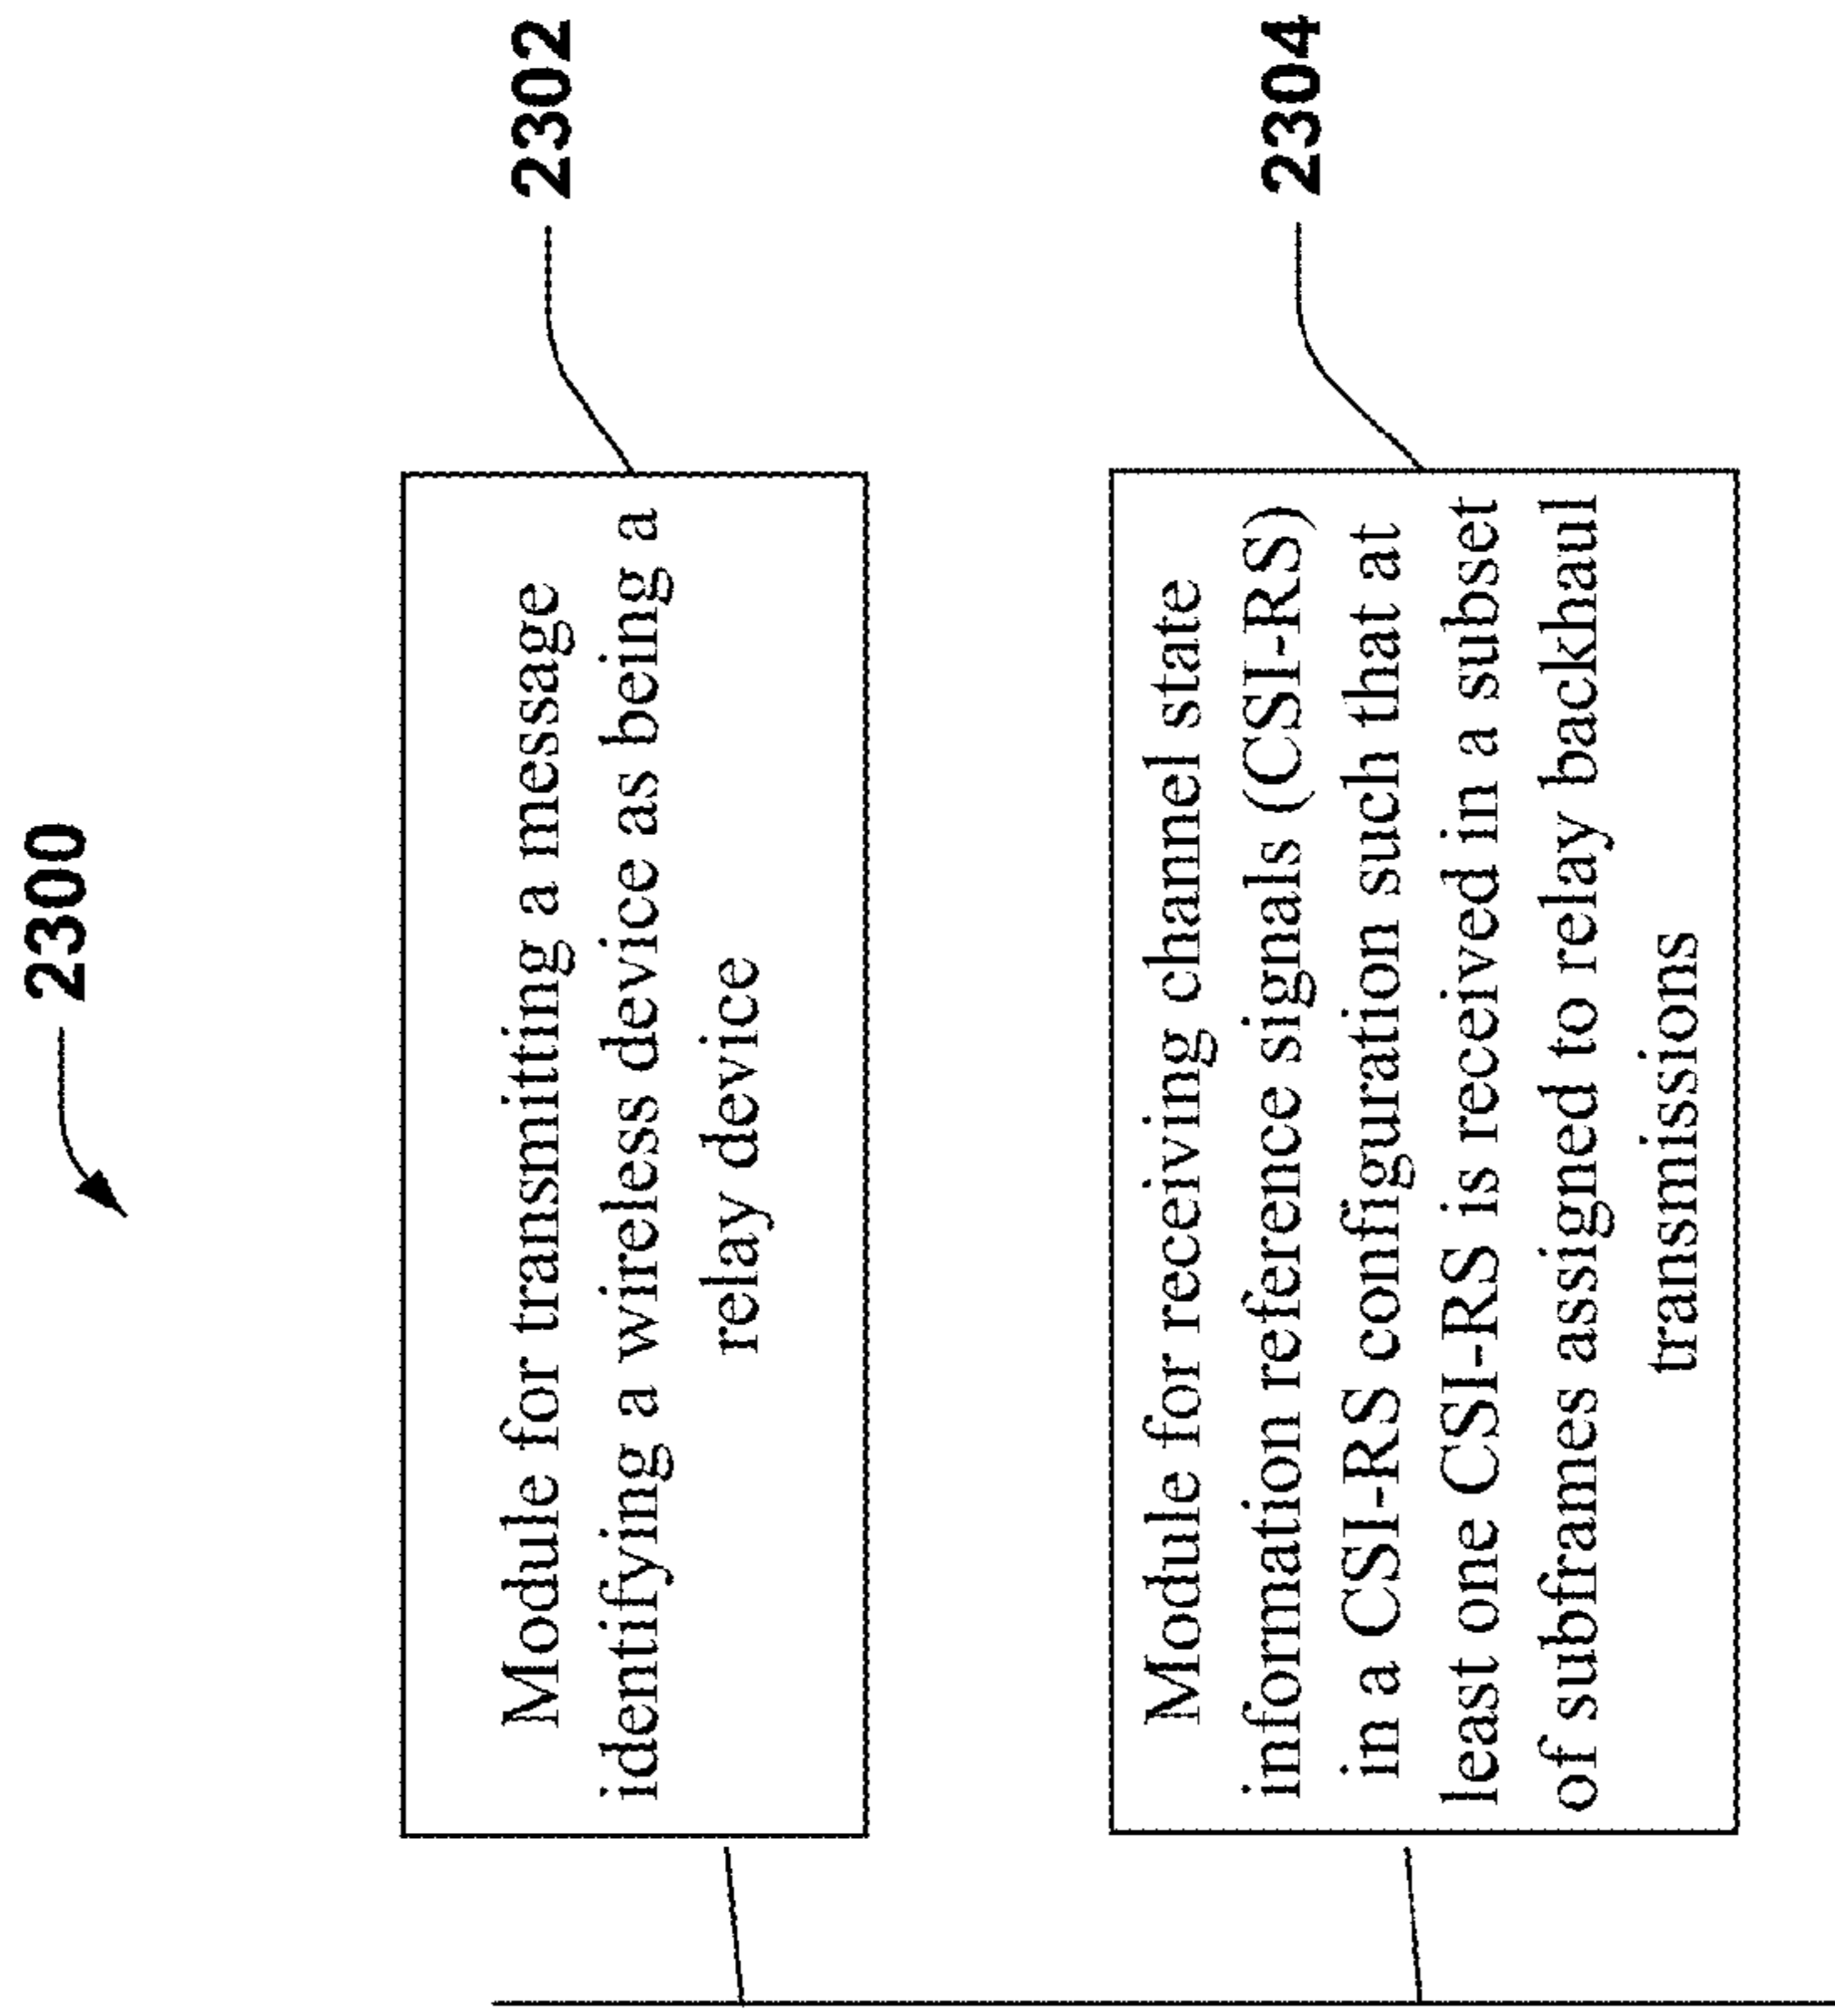 2300
Module for transmitting a message
identifying a wireless device as being a
relay device
2302
Module for receiving channel state
information reference signals (CSI-RS)
in a CSI-RS configuration such that at
least one CSI-RS is received in a subset
of subframes assigned to relay backhaul
transmissions
2304